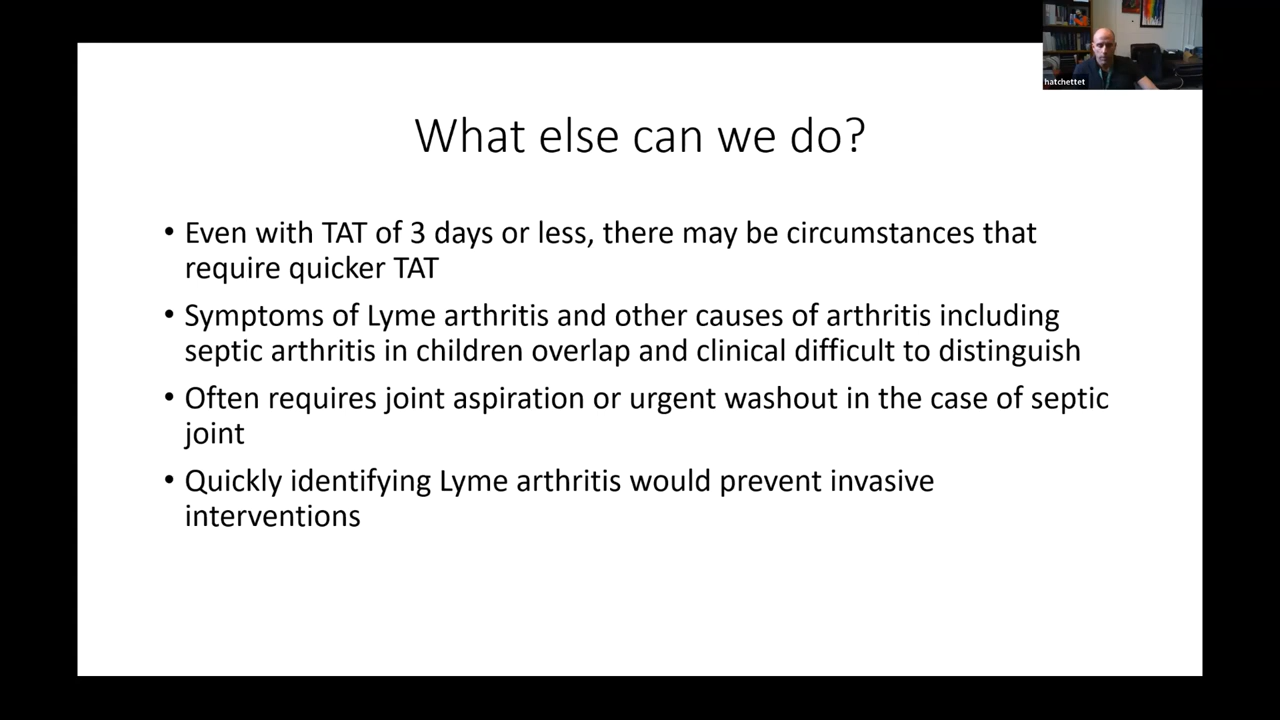 hatchettet
What else can we do?
• Even with TAT of 3 days or less, there may be circumstances that
require quicker TAT
• Symptoms of Lyme arthritis and other causes of arthritis including
septic arthritis in children overlap and clinical difficult to distinguish
• Often requires joint aspiration or urgent washout in the case of septic
joint
• Quickly identifying Lyme arthritis would prevent invasive
interventions